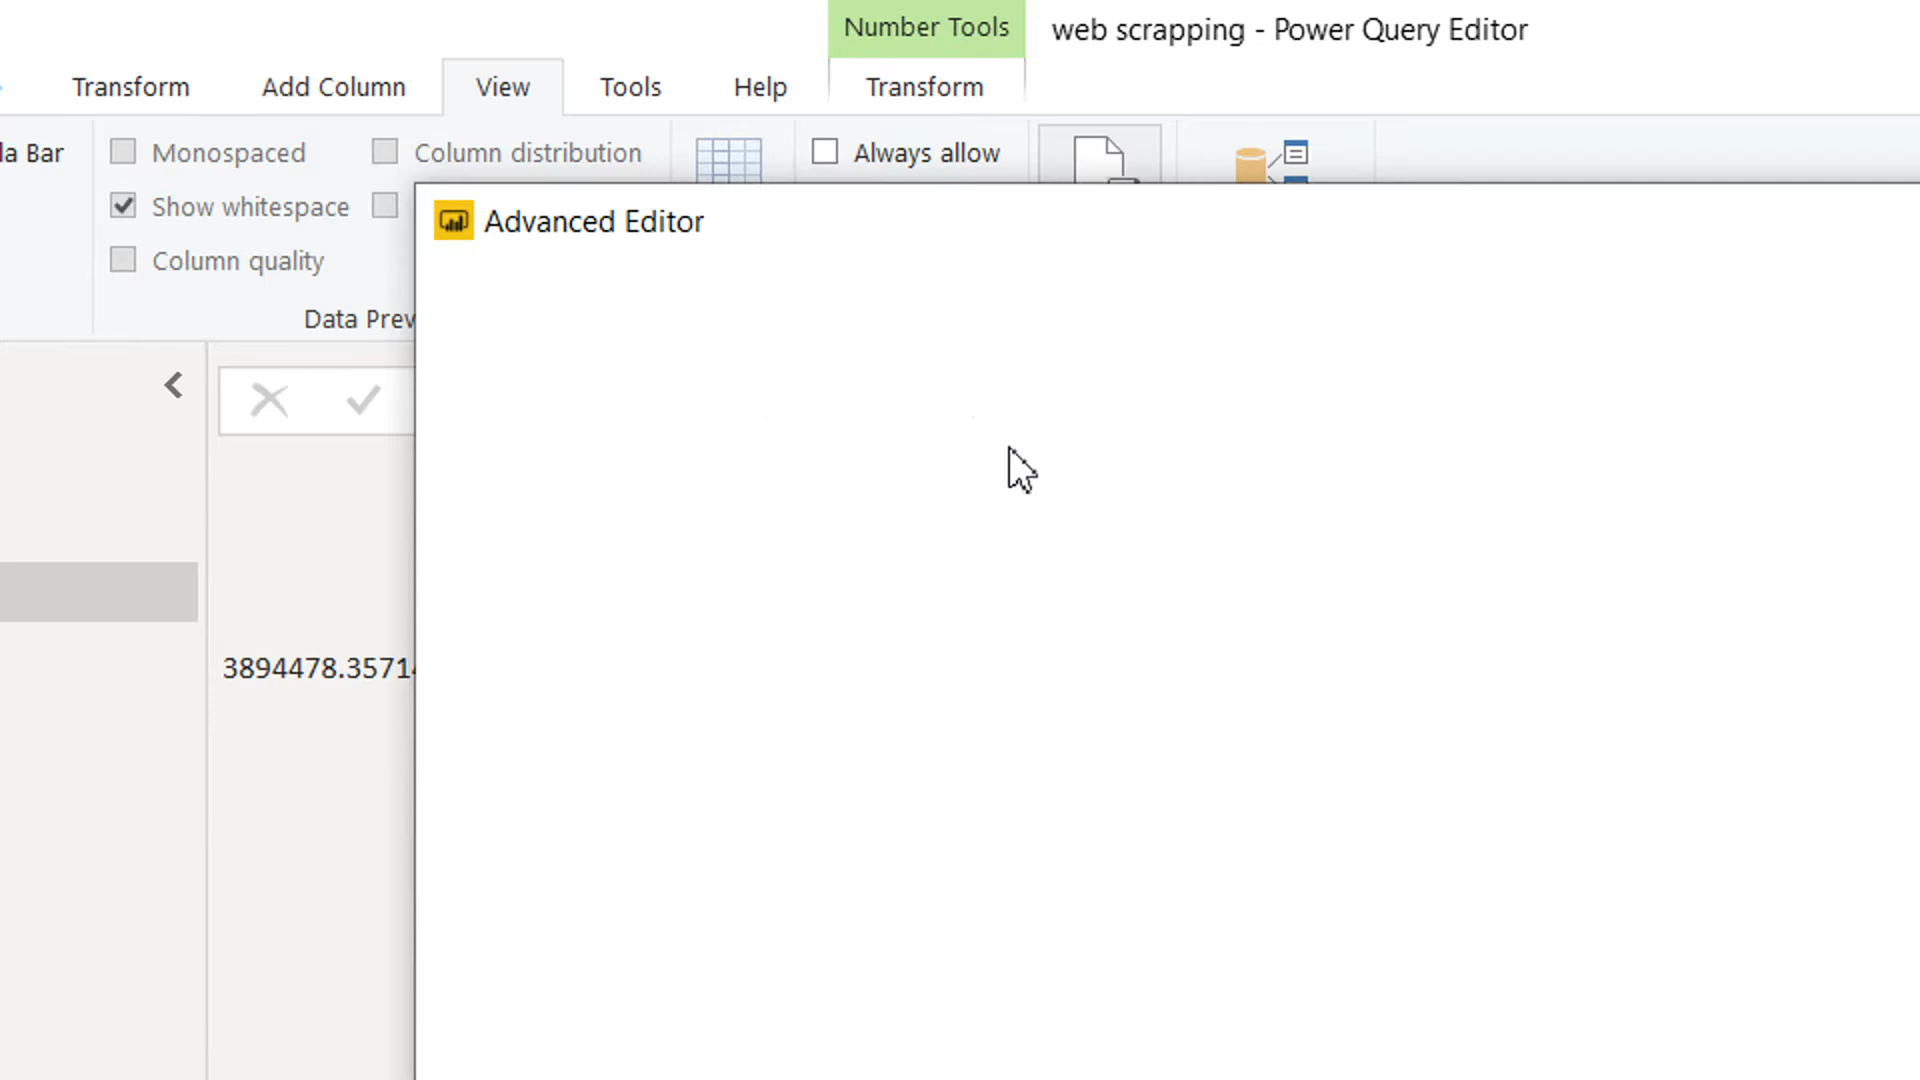 Number Tools
web scrapping - Power Query Editor
Transform
Add Column
View
Tools
Help
Transform
la Bar
Monospaced
Column distribution
Always allow
Show whitespace
Column quality
Data Prev
Advanced Editor
3894478.3571